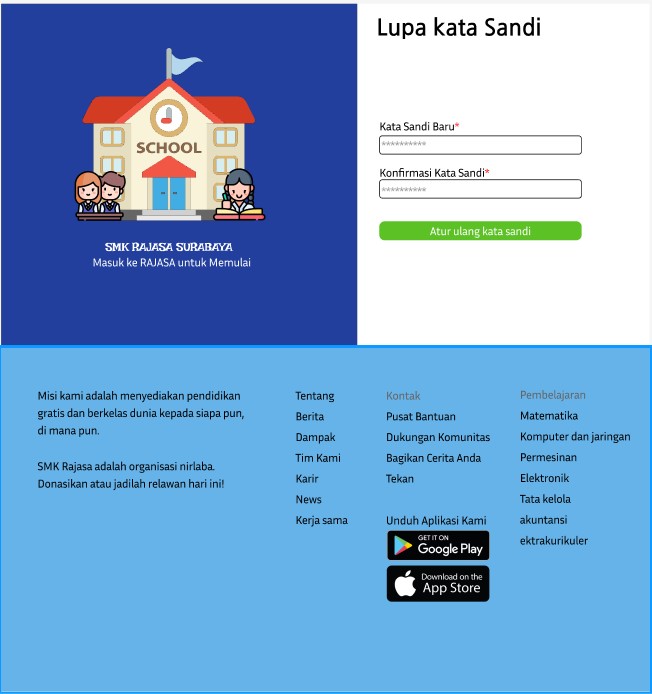 SCHOOL
SMK RAJASA SURABAYA
Masuk ke RAJASA untuk Memulai
Lupa kata Sandi
Kata Sandi Baru*
**********
Konfirmasi Kata Sandi*
**********
Atur ulang kata sandi
Misi kami adalah menyediakan pendidikan
gratis dan berkelas dunia kepada siapa pun,
di mana pun.
SMK Rajasa adalah organisasi nirlaba.
Donasikan atau jadilah relawan hari ini!
Tentang
Berita
Dampak
Tim Kami
Karir
News
Kerja sama
Kontak
Pusat Bantuan
Dukungan Komunitas
Bagikan Cerita Anda
Tekan
Unduh Aplikasi Kami
GET IT ON
Google Play
Download on the
App Store
Pembelajaran
Matematika
Komputer dan jaringan
Permesinan
Elektronik
Tata kelola
akuntansi
ektrakurikuler